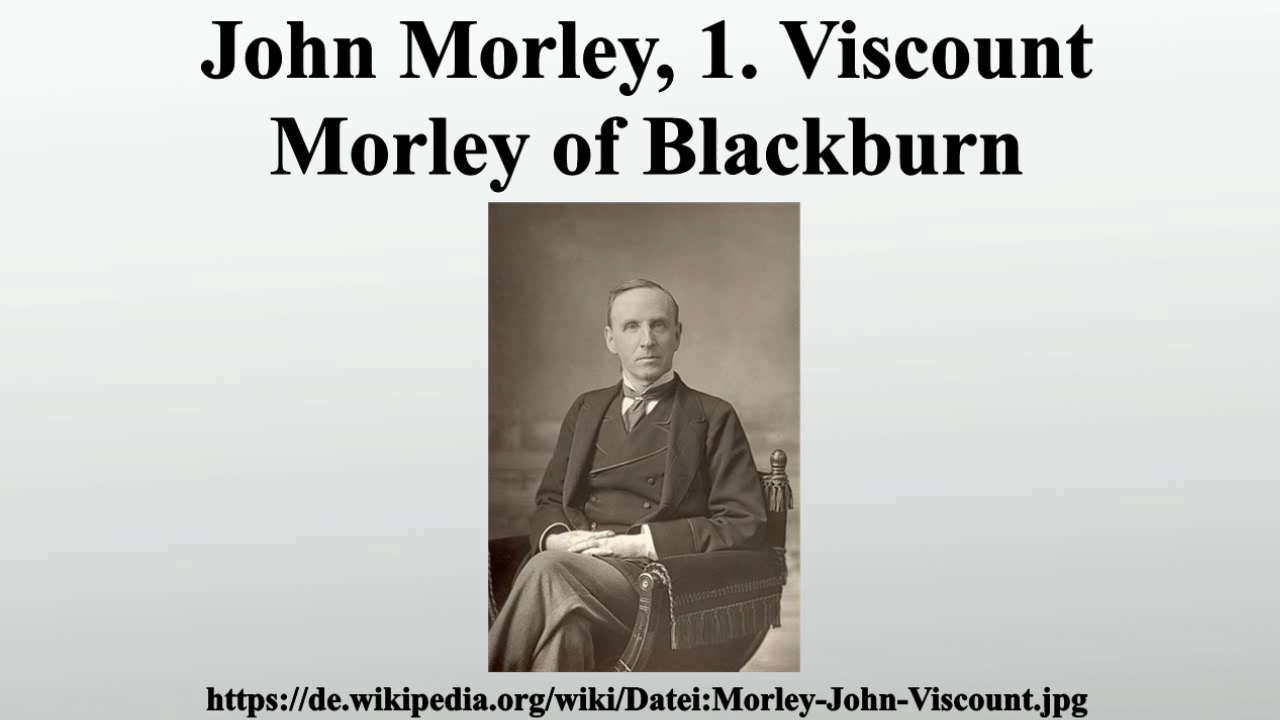 John Morley, 1. Viscount
Morley of Blackburn
https://de.wikipedia.org/wiki/Datei:Morley-John-Viscount.jpg